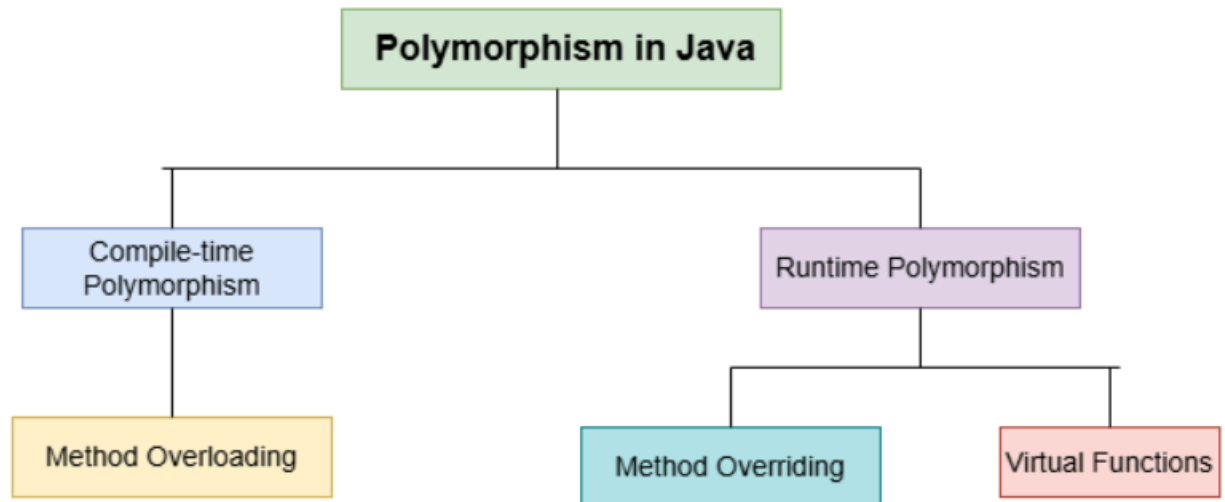 Polymorphism in Java
Compile-time
Polymorphism
Runtime Polymorphism
Method Overloading
Method Overriding
Virtual Functions